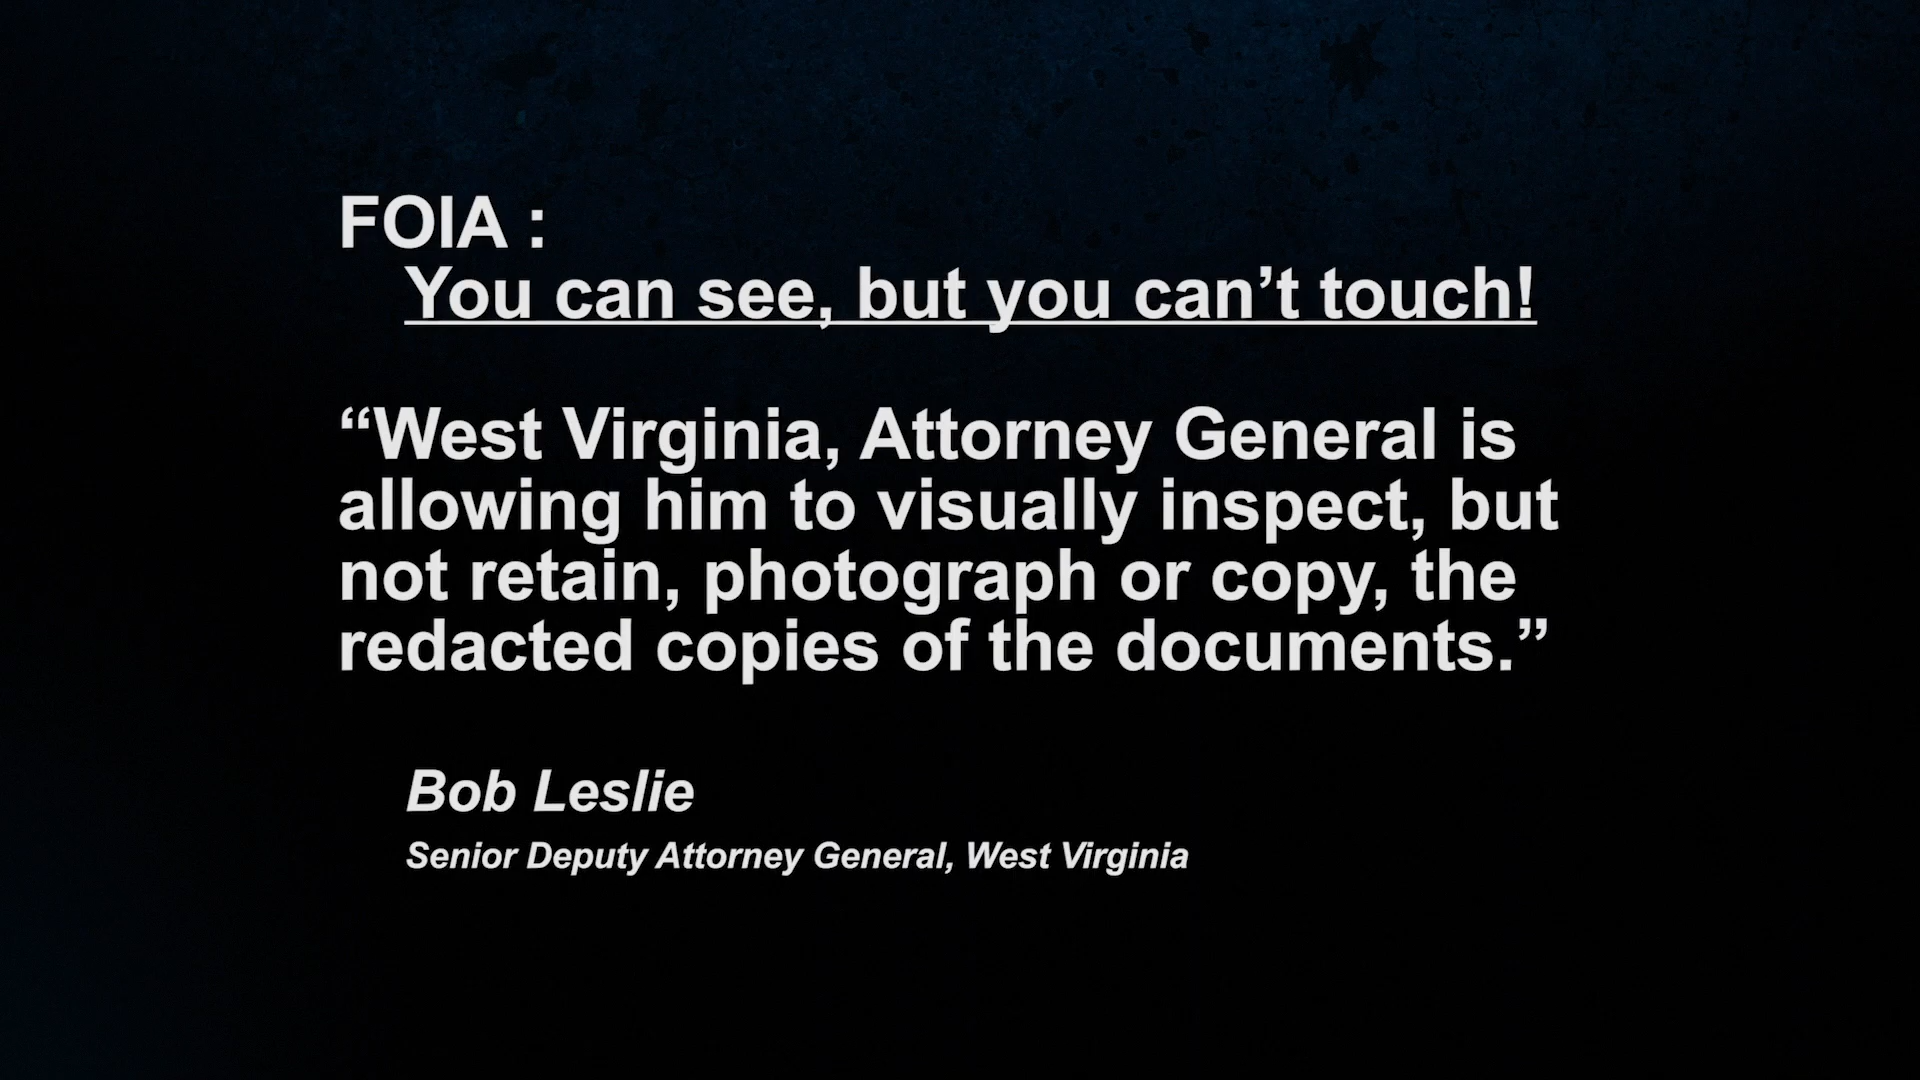 FOIA :
You can see, but you can’t touch!
“West Virginia, Attorney General is
allowing him to visually inspect, but
not retain, photograph or copy, the
redacted copies of the documents.”
Bob Leslie
Senior Deputy Attorney General, West Virginia